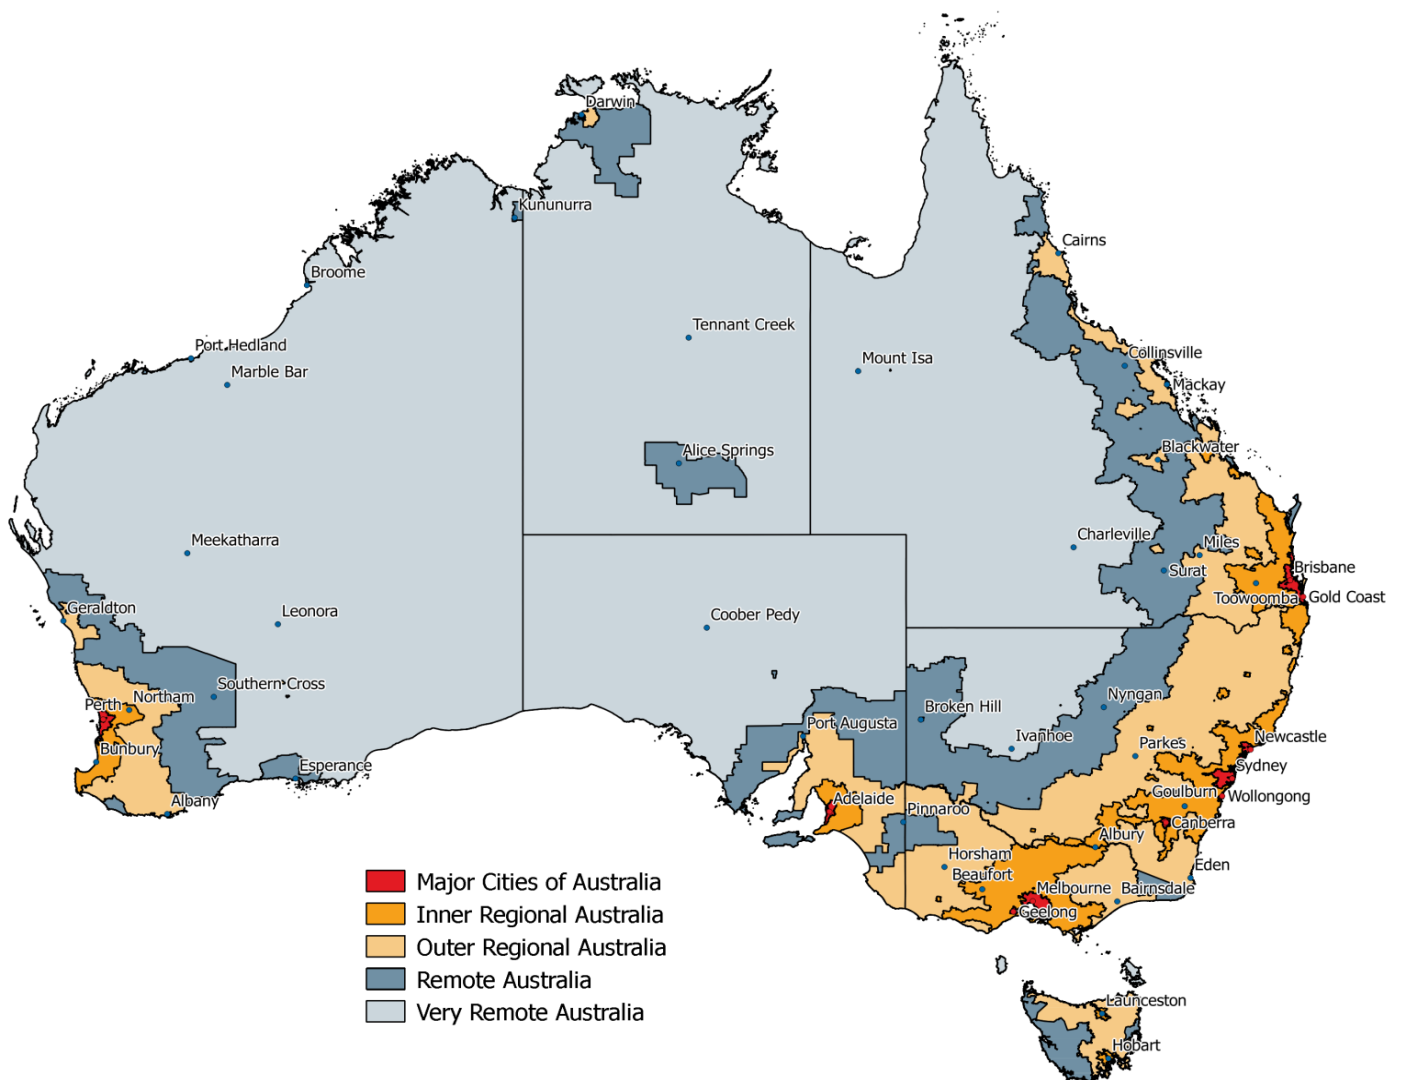 Darwin
Kununurra
Cairns
Broome
Tennant Creek
Port Hedland
Mount Isa
Collinsville
Marble Bar
Mackay
Alice Springs
Blackwater
Meekatharra
Charleville
Miles
Surat
Brisbane
Geraldton
Leonora
Coober Pedy
Toowoomba
Gold Coast
Southern Cross
Perth
Northam
Broken Hill
Nyngan
Port Augusta
Ivanhoe
Parkes
Newcastle
Bunbury
Esperance
Sydney
Albany
Adelaide
Goulburn
Wollongong
Pinnaroo
Canberra
Albury
Horsham
Eden
Beaufort
Melbourne
Bairnsdale
Geelong
Major Cities of Australia
Inner Regional Australia
Outer Regional Australia
Remote Australia
Very Remote Australia
Launceston
Hobart